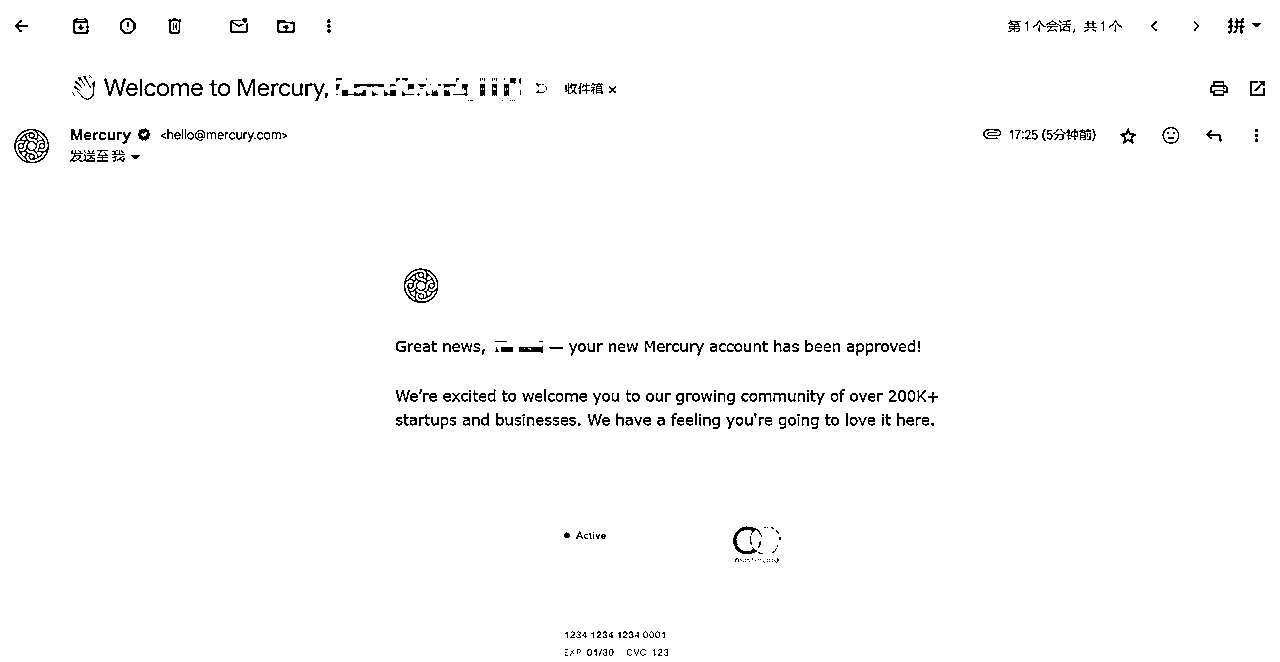 第1个会话，共1个
拼
Welcome to Mercury,
收件箱 ×
Mercury <hello@mercury.com>
17:25 (5分钟前)
发送至 我
Great news, — your new Mercury account has been approved!
We're excited to welcome you to our growing community of over 200K+
startups and businesses. We have a feeling you're going to love it here.
Active
mastercard
1234 1234 1234 0001
EXP 01/30 CVC 123